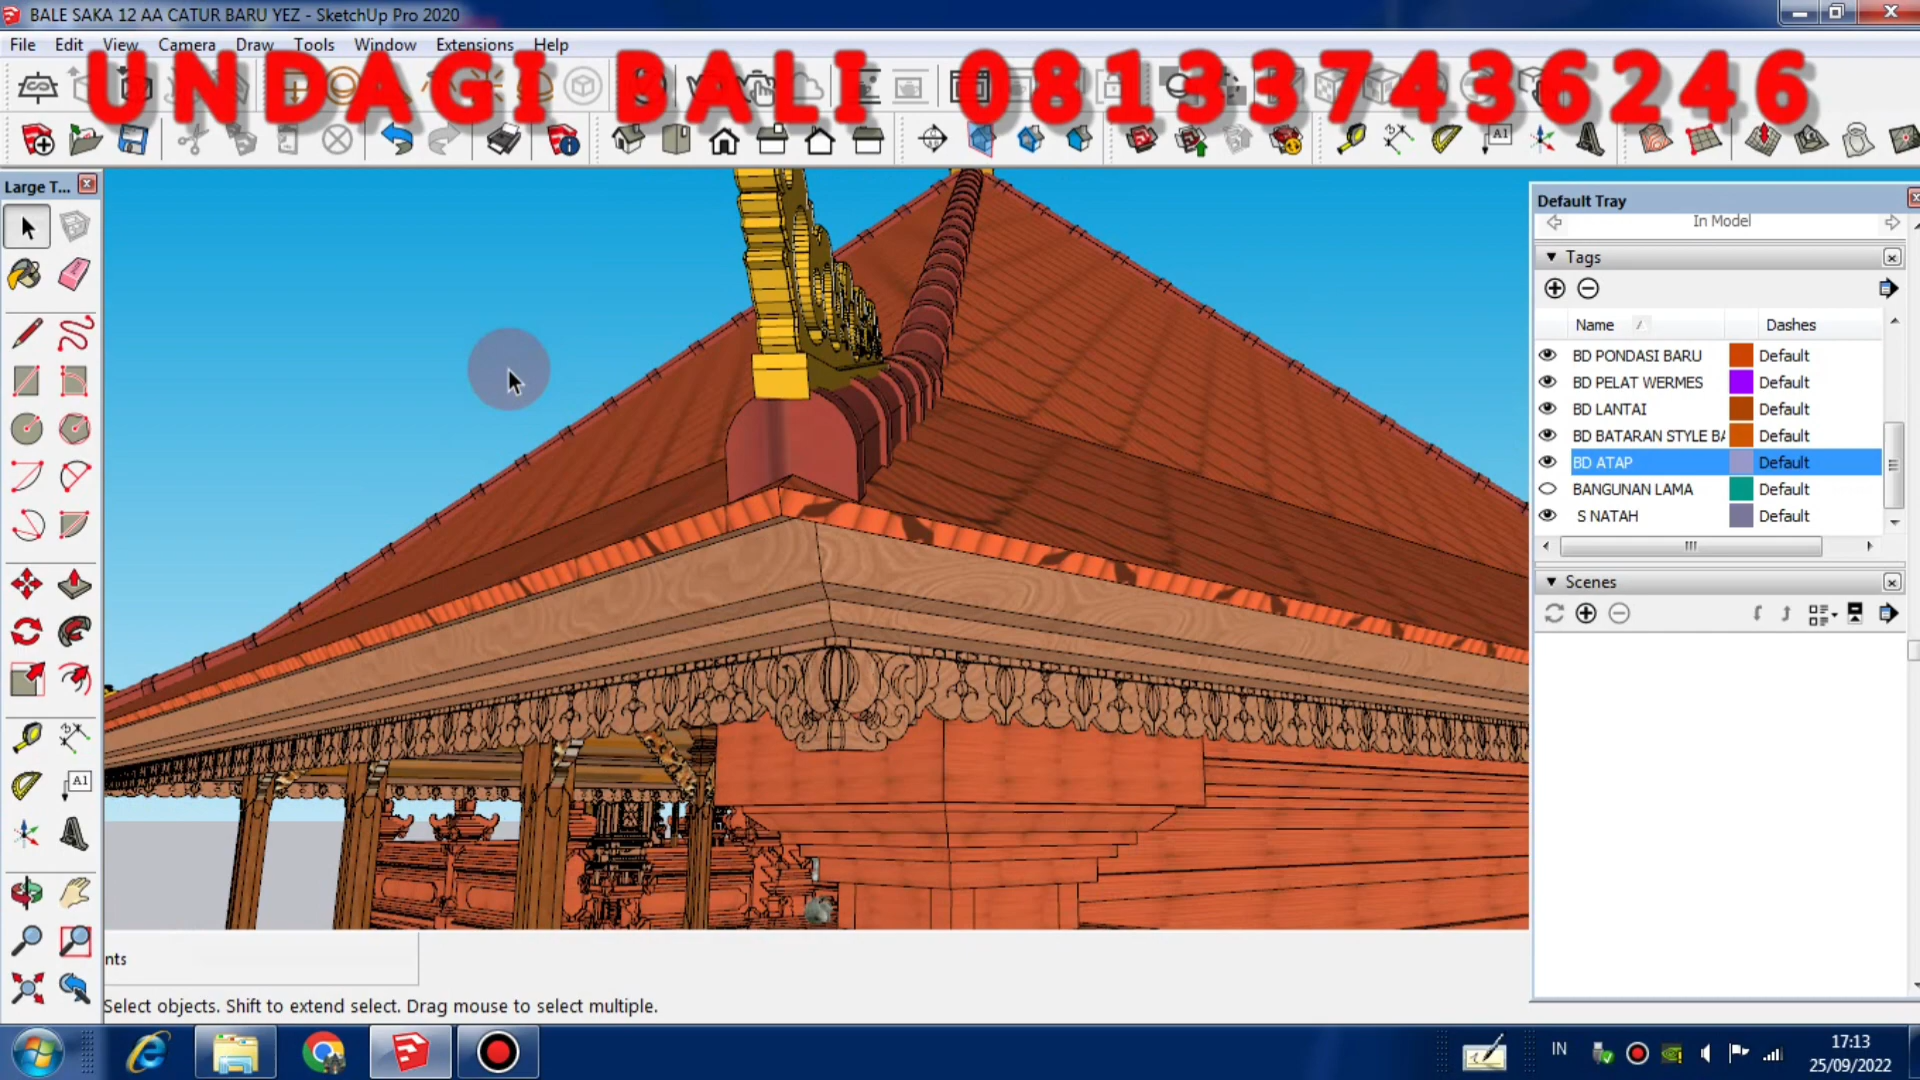 BALE SAKA 12 AA CATUR BARU YEZ - SketchUp Pro 2020
File Edit View Camera Draw Tools Window Extensions Help
UNDAGI BALI 081337436246
A1
Large T...
Default Tray
In Model
Tags
Name Dashes
BD PONDASI BARU Default
BD PELAT WERMES Default
BD LANTAI Default
BD BATARAN STYLE BA Default
BD ATAP Default
BANGUNAN LAMA Default
S NATAH Default
Scenes
A1
nts
Select objects. Shift to extend select. Drag mouse to select multiple.
IN
17:13
25/09/2022